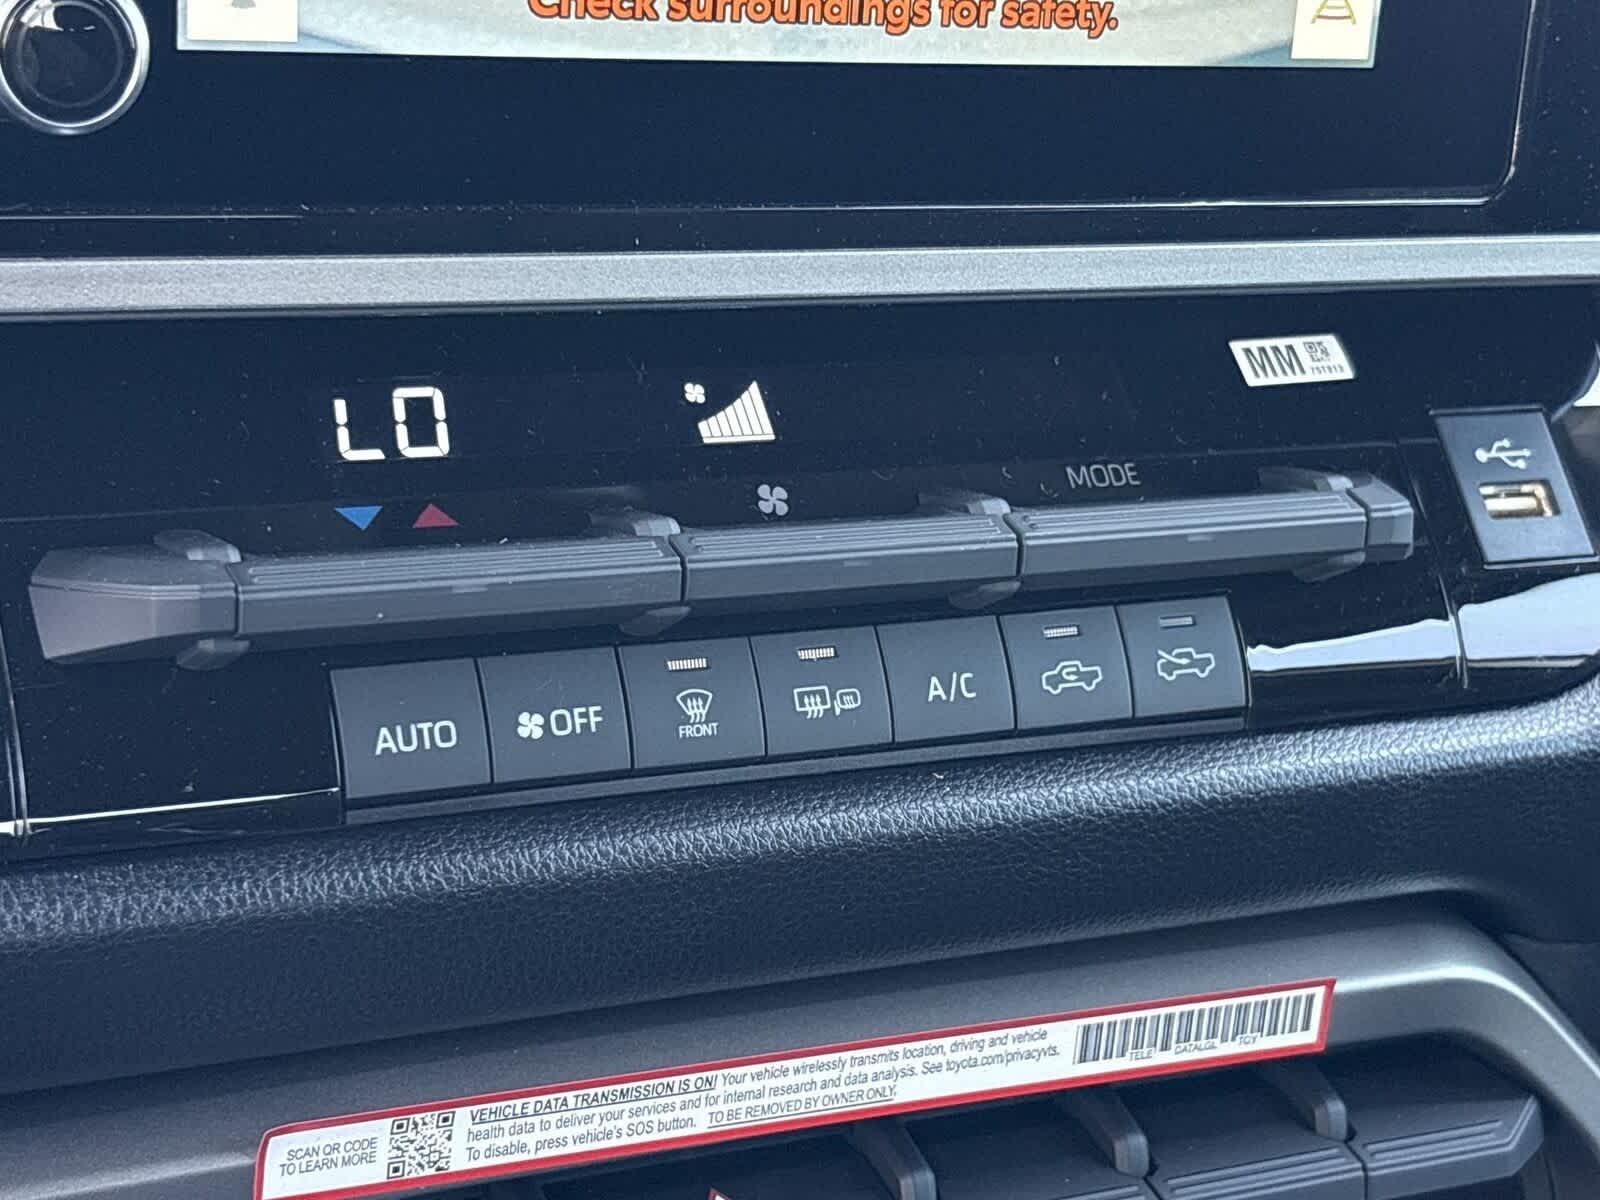 Check surroundings for safety.
MM
LO
MODE
AUTO
OFF
FRONT
A/C
SCAN QR CODE
TO LEARN MORE
VEHICLE DATA TRANSMISSION IS ON! Your vehicle wirelessly transmits location, driving and vehicle
health data to deliver your services and for internal research and data analysis. See toyota.com/privacyvts.
To disable, press vehicle's SOS button. TO BE REMOVED BY OWNER ONLY.
TELE DATALGL TOY